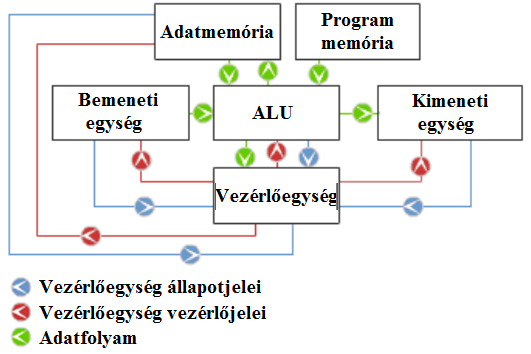 Adatmemória
Program
memória
Bemeneti
egység
ALU
Kimeneti
egység
Vezérlőegység
Vezérlőegység állapotjelei
Vezérlőegység vezérlőjelei
Adatfolyam